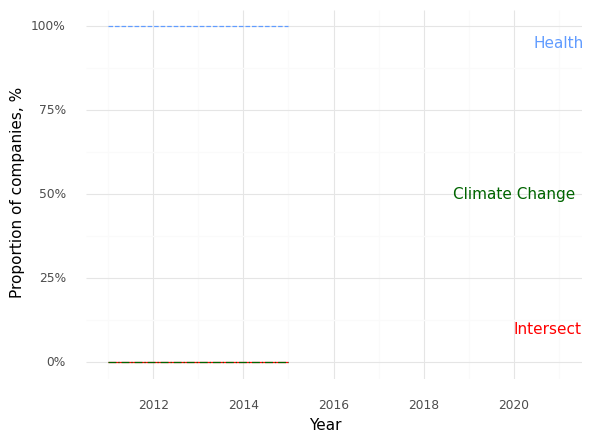 100%
Health
75%
Proportion of companies, %
50%
Climate Change
25%
Intersect
0%
2012 2014 2016 2018 2020
Year